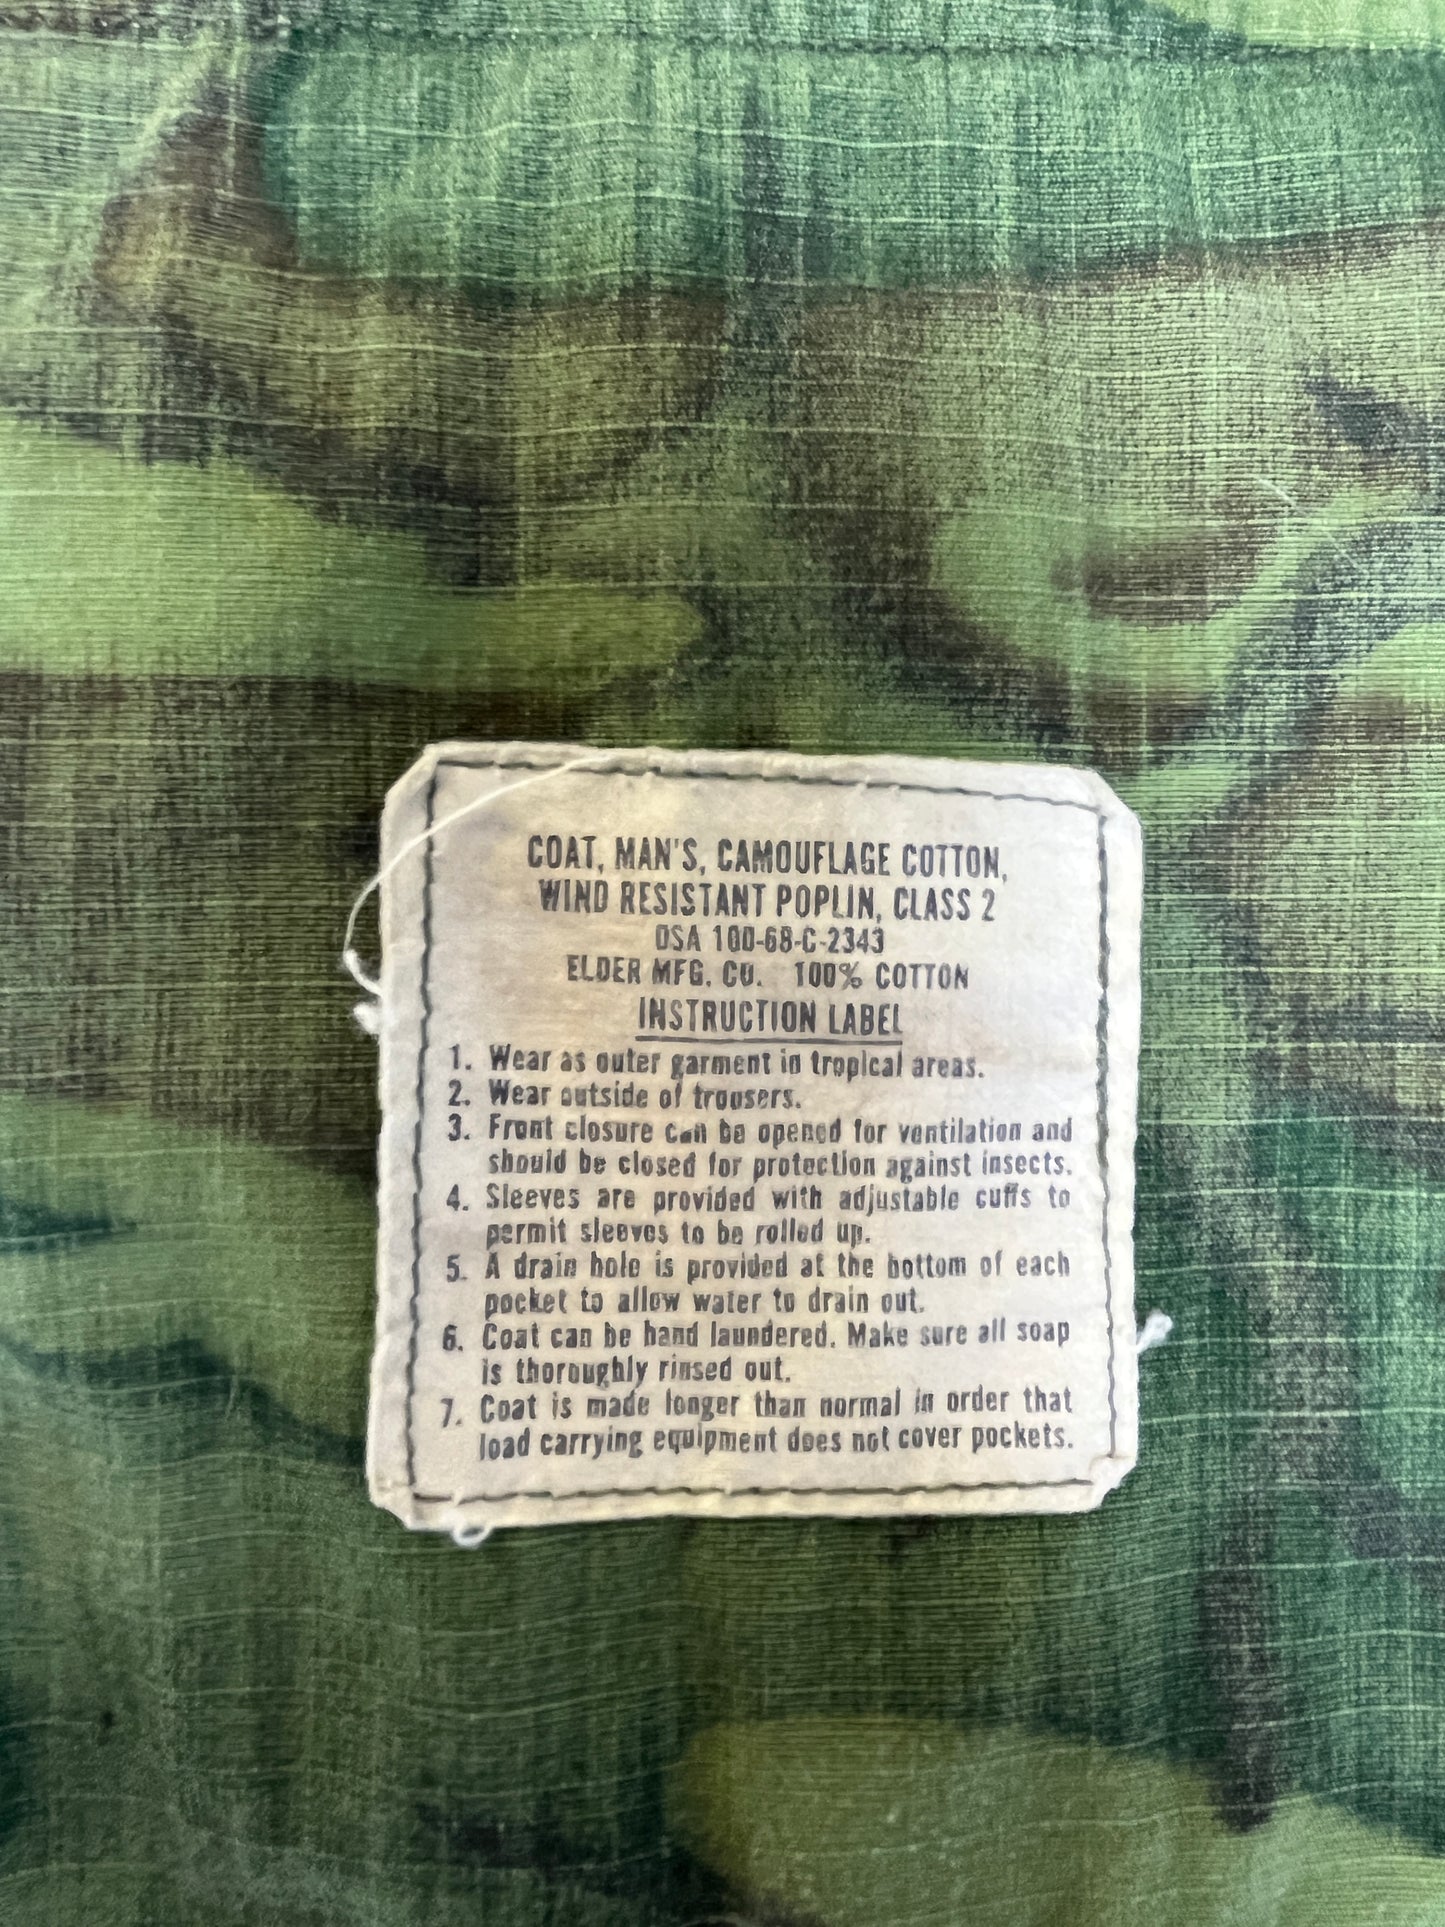 COAT, MAN'S, CAMOUFLAGE COTTON,
WIND RESISTANT POPLIN, CLASS 2
DSA 100-68-C-2343
ELDER MFG. CO. 100% COTTON
INSTRUCTION LABEL
1. Wear as outer garment in tropical areas.
2. Wear outside of trousers.
3. Front closure can be opened for ventilation and
should be closed for protection against insects.
4. Sleeves are provided with adjustable cuffs to
permit sleeves to be rolled up.
5. A drain hole is provided at the bottom of each
pocket to allow water to drain out.
6. Coat can be hand laundered. Make sure all soap
is thoroughly rinsed out.
7. Coat is made longer than normal in order that
load carrying equipment does not cover pockets.